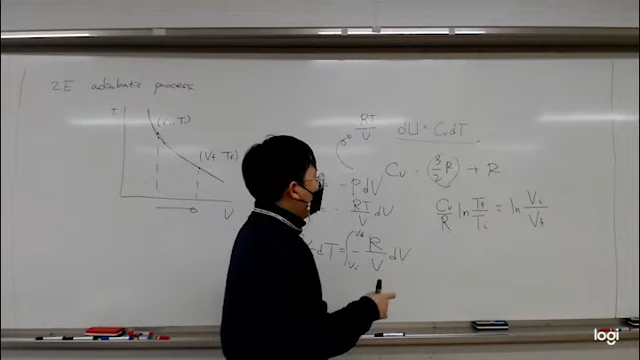 2E adiabatic process
T
(Vi, Ti)
(Vf, Tf)
V
RT/V
dU = CvdT
- PdV
Cv = (3/2 R) + R
= - RT/V dV
Cv/R ln Tf/Ti = ln Vi/Vf
dT = ∫Vi Vf - R/V dV
logi